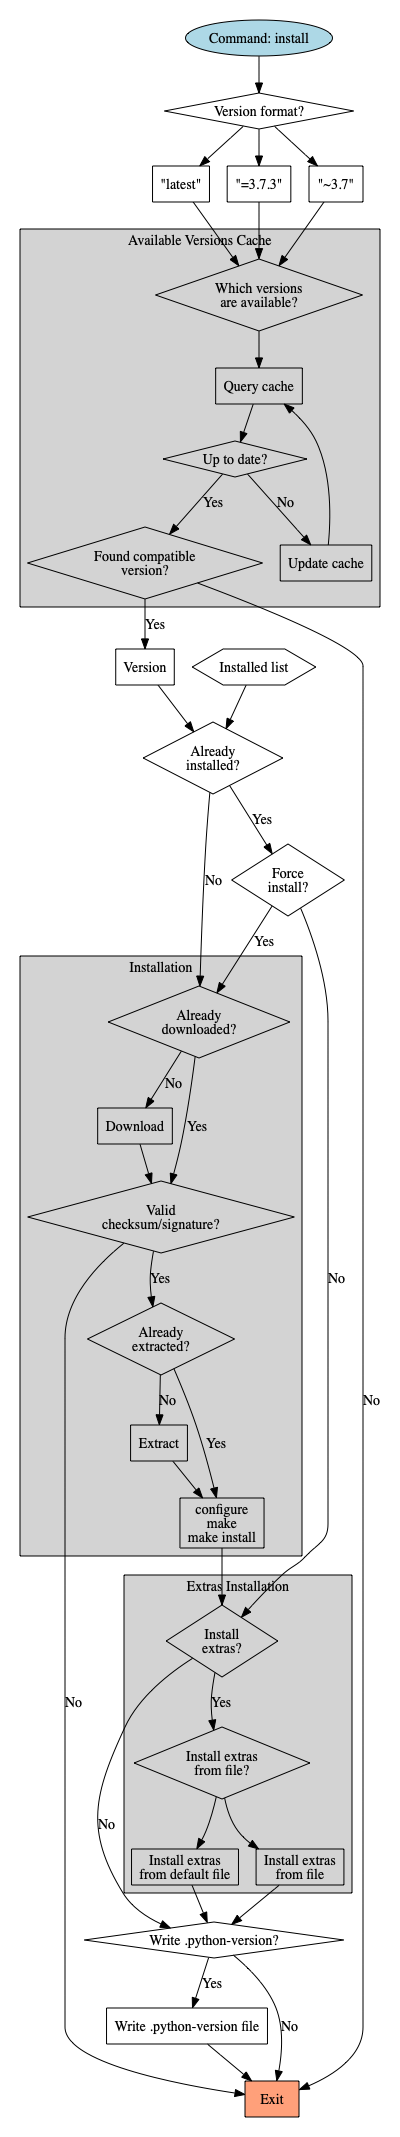 Command: install
Version format?
"latest"
"=3.7.3"
"~3.7"
Available Versions Cache
Which versions
are available?
Query cache
Up to date?
Yes
No
Found compatible
version?
Update cache
Yes
Version
Installed list
Already
installed?
Yes
No
Force
install?
Yes
Installation
Already
downloaded?
No
Download
Yes
Valid
checksum/signature?
Yes
No
Already
extracted?
No
No
Extract
Yes
configure
make
make install
Extras Installation
Install
extras?
No
Yes
Install extras
from file?
No
Install extras
from default file
Install extras
from file
Write .python-version?
Yes
Write .python-version file
No
Exit